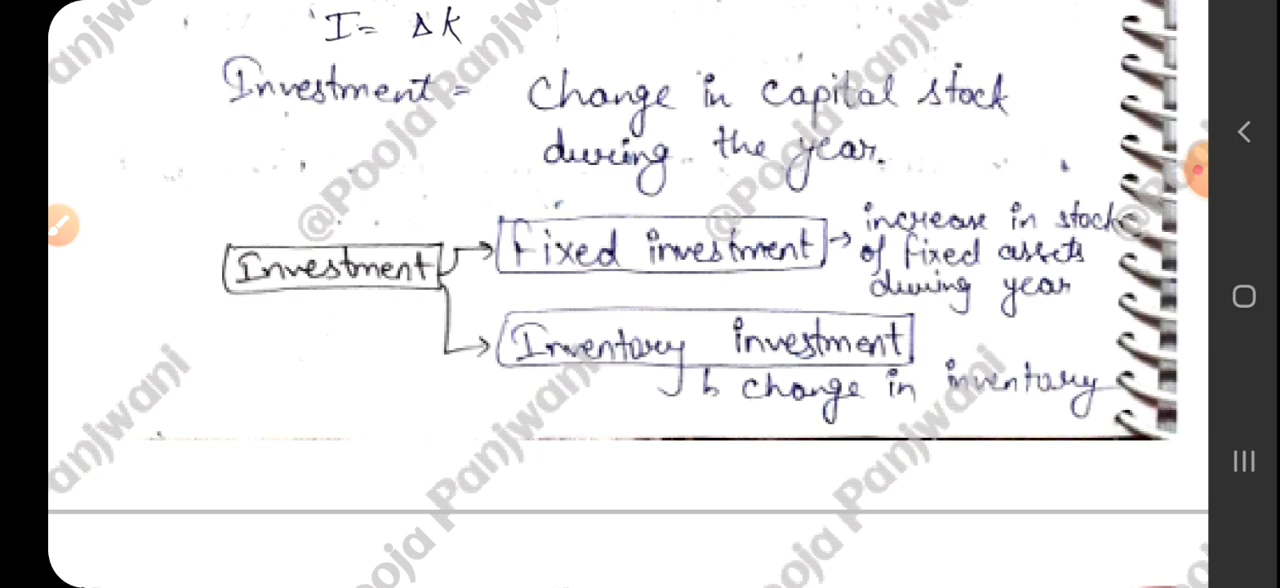 I = ΔK
Investment = Change in capital stock
during the year.
Investment
Fixed investment → increase in stock
of fixed assets
during year
Inventory investment
↳ change in inventory
@Pooja Panjwani